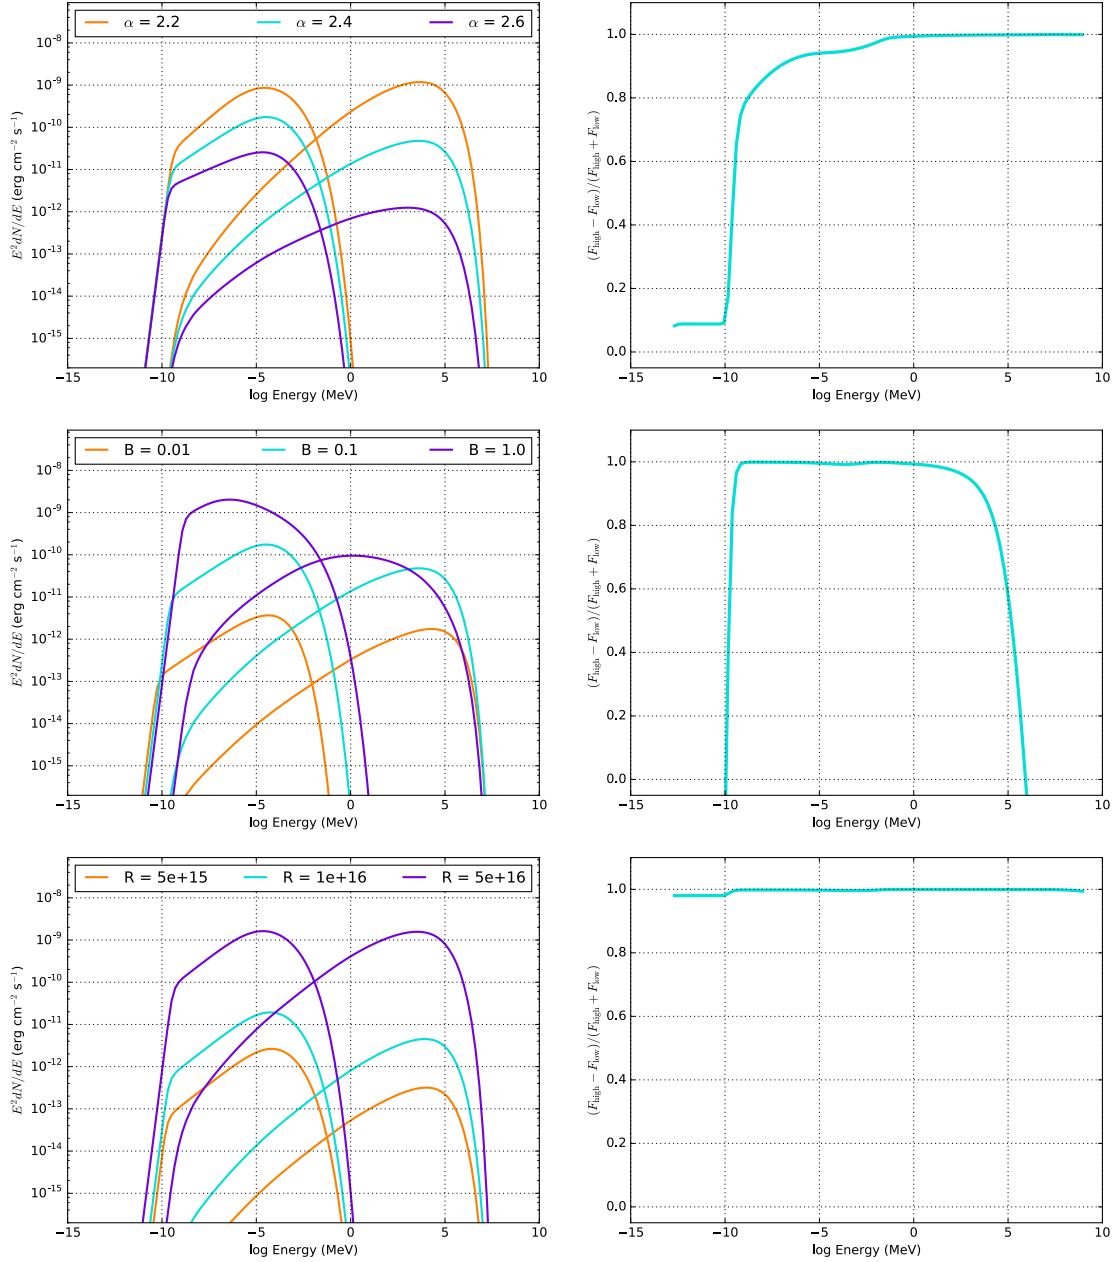 α = 2.2 α = 2.4 α = 2.6
10⁻⁸
10⁻⁹
10⁻¹⁰
10⁻¹¹
10⁻¹²
10⁻¹³
10⁻¹⁴
10⁻¹⁵
E² dN/dE (erg cm⁻² s⁻¹)
−15 −10 −5 0 5 10
log Energy (MeV)
1.0
0.8
0.6
0.4
0.2
0.0
(F_high − F_low)/(F_high + F_low)
−15 −10 −5 0 5 10
log Energy (MeV)
B = 0.01 B = 0.1 B = 1.0
10⁻⁸
10⁻⁹
10⁻¹⁰
10⁻¹¹
10⁻¹²
10⁻¹³
10⁻¹⁴
10⁻¹⁵
E² dN/dE (erg cm⁻² s⁻¹)
−15 −10 −5 0 5 10
log Energy (MeV)
1.0
0.8
0.6
0.4
0.2
0.0
(F_high − F_low)/(F_high + F_low)
−15 −10 −5 0 5 10
log Energy (MeV)
R = 5e+15 R = 1e+16 R = 5e+16
10⁻⁸
10⁻⁹
10⁻¹⁰
10⁻¹¹
10⁻¹²
10⁻¹³
10⁻¹⁴
10⁻¹⁵
E² dN/dE (erg cm⁻² s⁻¹)
−15 −10 −5 0 5 10
log Energy (MeV)
1.0
0.8
0.6
0.4
0.2
0.0
(F_high − F_low)/(F_high + F_low)
−15 −10 −5 0 5 10
log Energy (MeV)